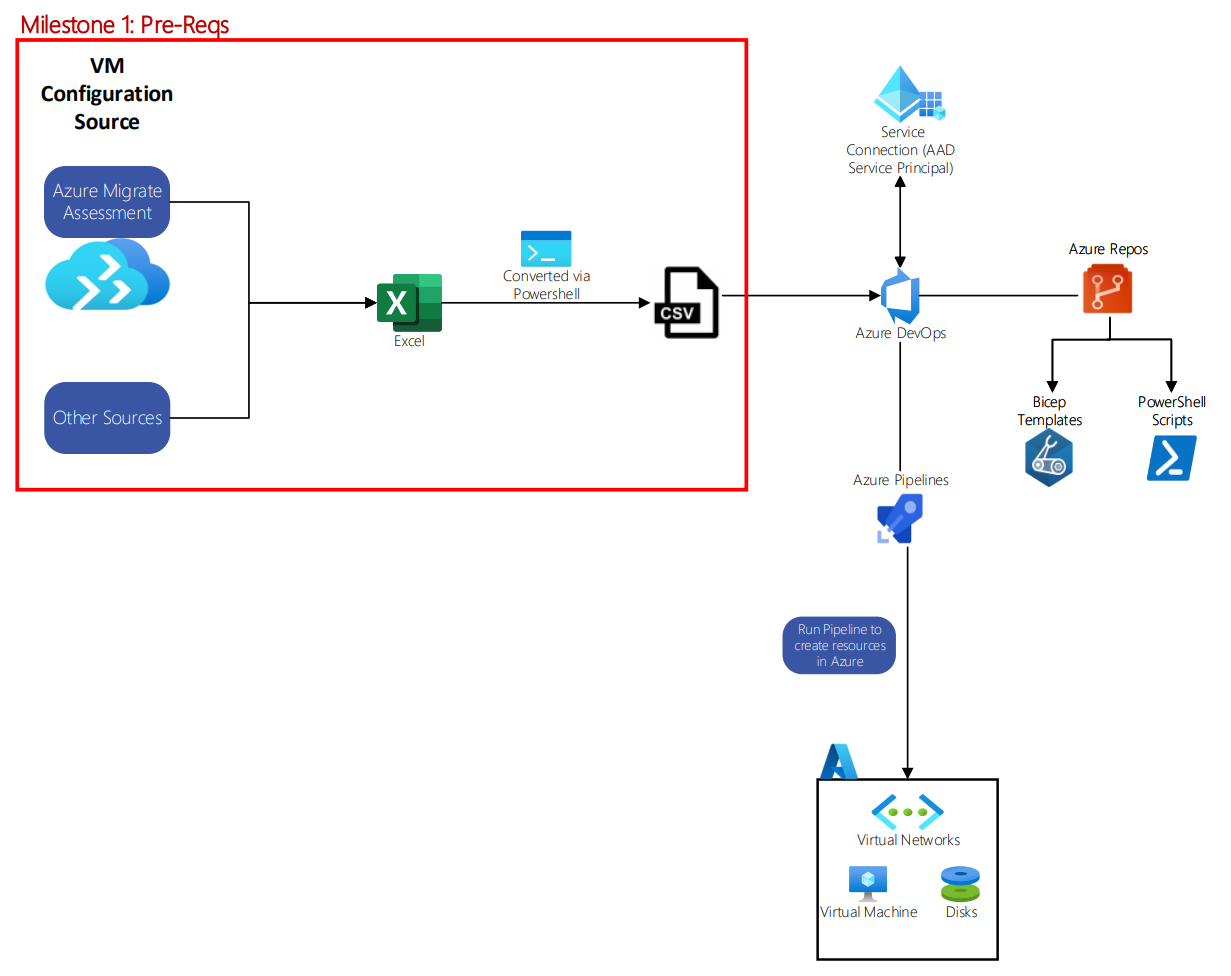 Milestone 1: Pre-Reqs
VM
Configuration
Source
Azure Migrate
Assessment
Other Sources
Excel
Converted via
Powershell
CSV
Service
Connection (AAD
Service Principal)
Azure DevOps
Azure Repos
Bicep
Templates
PowerShell
Scripts
Azure Pipelines
Run Pipeline to
create resources
in Azure
Virtual Networks
Virtual Machine
Disks